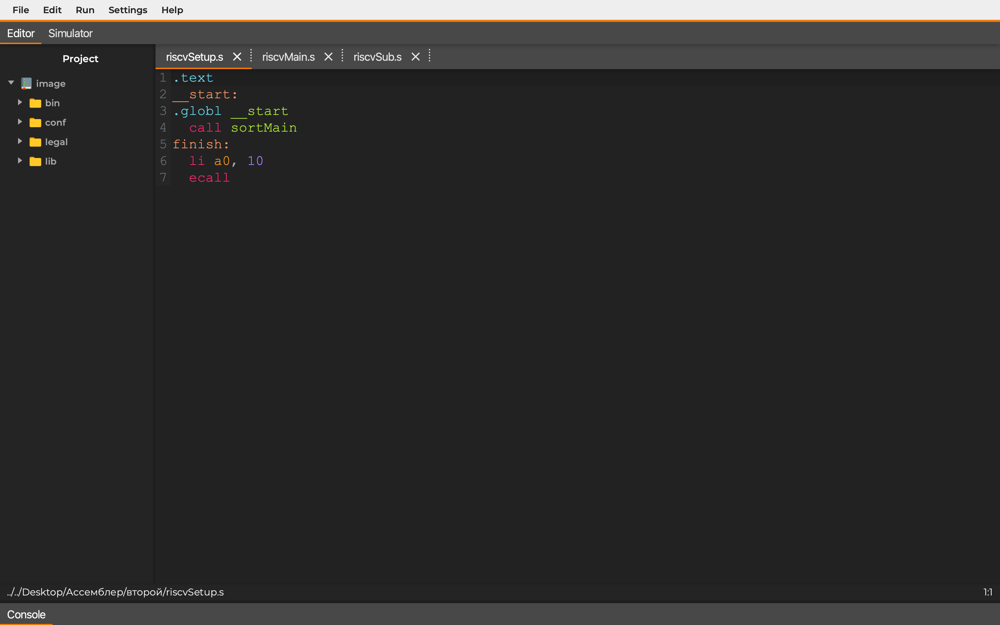 File Edit Run Settings Help
Editor Simulator
Project
image
bin
conf
legal
lib
riscvSetup.s riscvMain.s riscvSub.s
1 .text
2 __start:
3 .globl __start
4   call sortMain
5 finish:
6   li a0, 10
7   ecall
../../Desktop/Ассемблер/второй/riscvSetup.s 1:1
Console